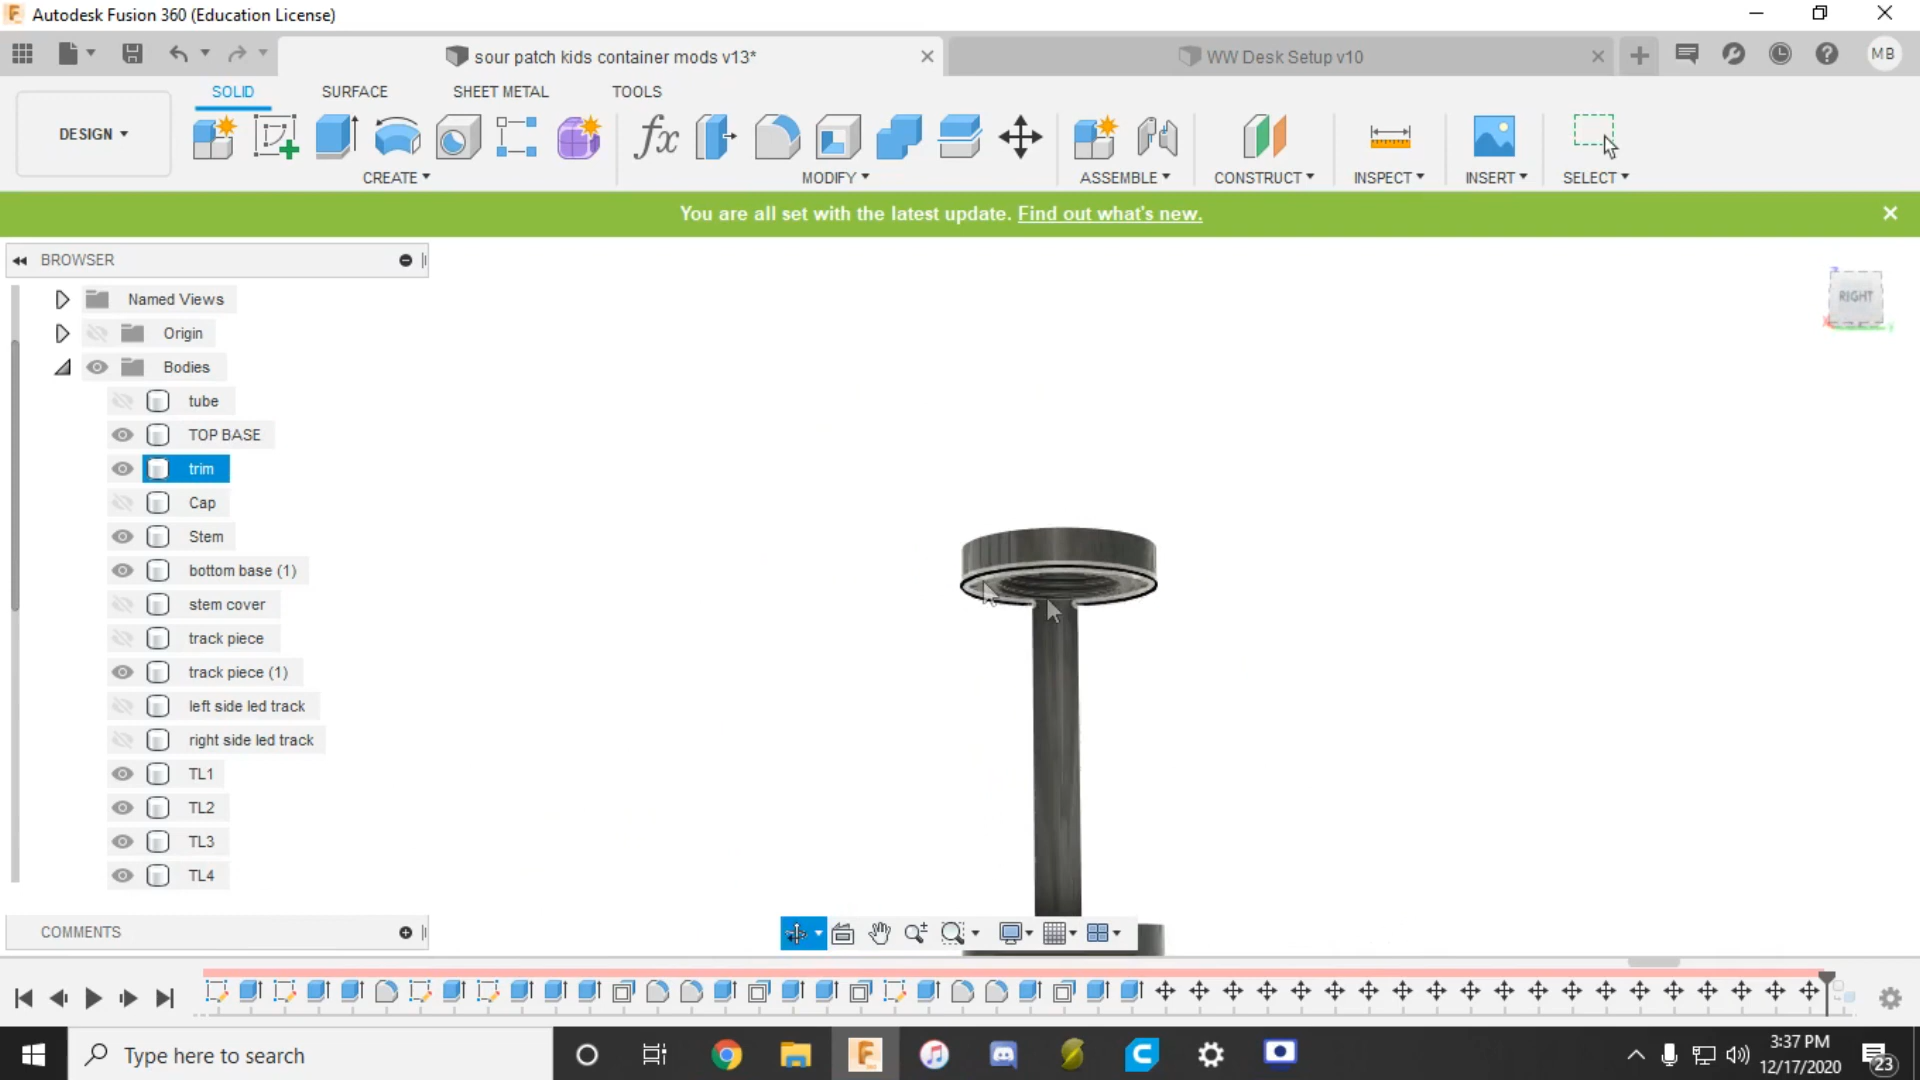 Autodesk Fusion 360 (Education License)
sour patch kids container mods v13*
WW Desk Setup v10
MB
SOLID
SURFACE
SHEET METAL
TOOLS
DESIGN
fx
CREATE
MODIFY
ASSEMBLE
CONSTRUCT
INSPECT
INSERT
SELECT
You are all set with the latest update. Find out what's new.
BROWSER
RIGHT
Named Views
Origin
Bodies
tube
TOP BASE
trim
Cap
Stem
bottom base (1)
stem cover
track piece
track piece (1)
left side led track
right side led track
TL1
TL2
TL3
TL4
COMMENTS
Type here to search
3:37 PM
12/17/2020
23